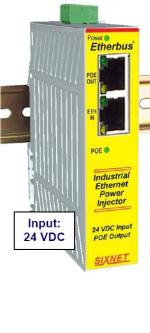 Power
Etherbus
POE
OUT
ETH
IN
POE
Industrial
Ethernet
Power
Injector
Input:
24 VDC
24 VDC Input
POE Output
SIXNET